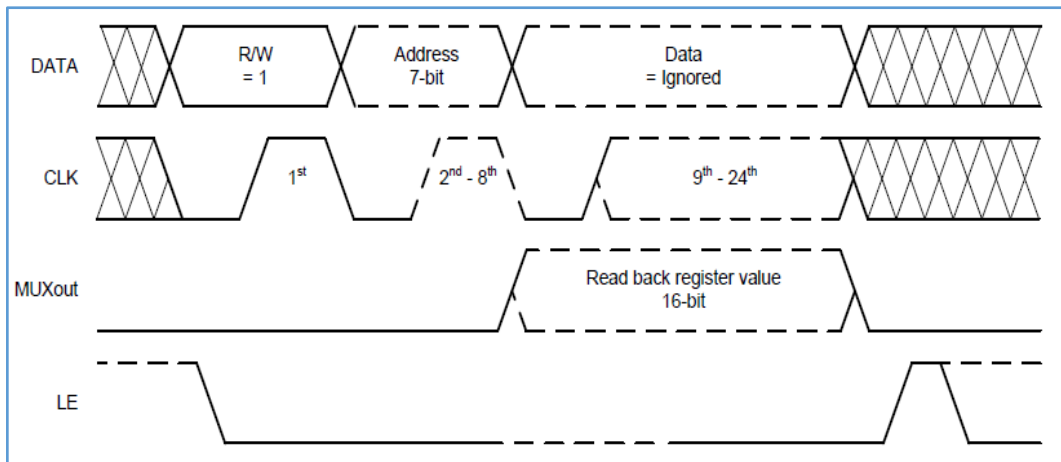 DATA
R/W
= 1
Address
7-bit
Data
= Ignored
CLK
1st
2nd - 8th
9th - 24th
MUXout
Read back register value
16-bit
LE